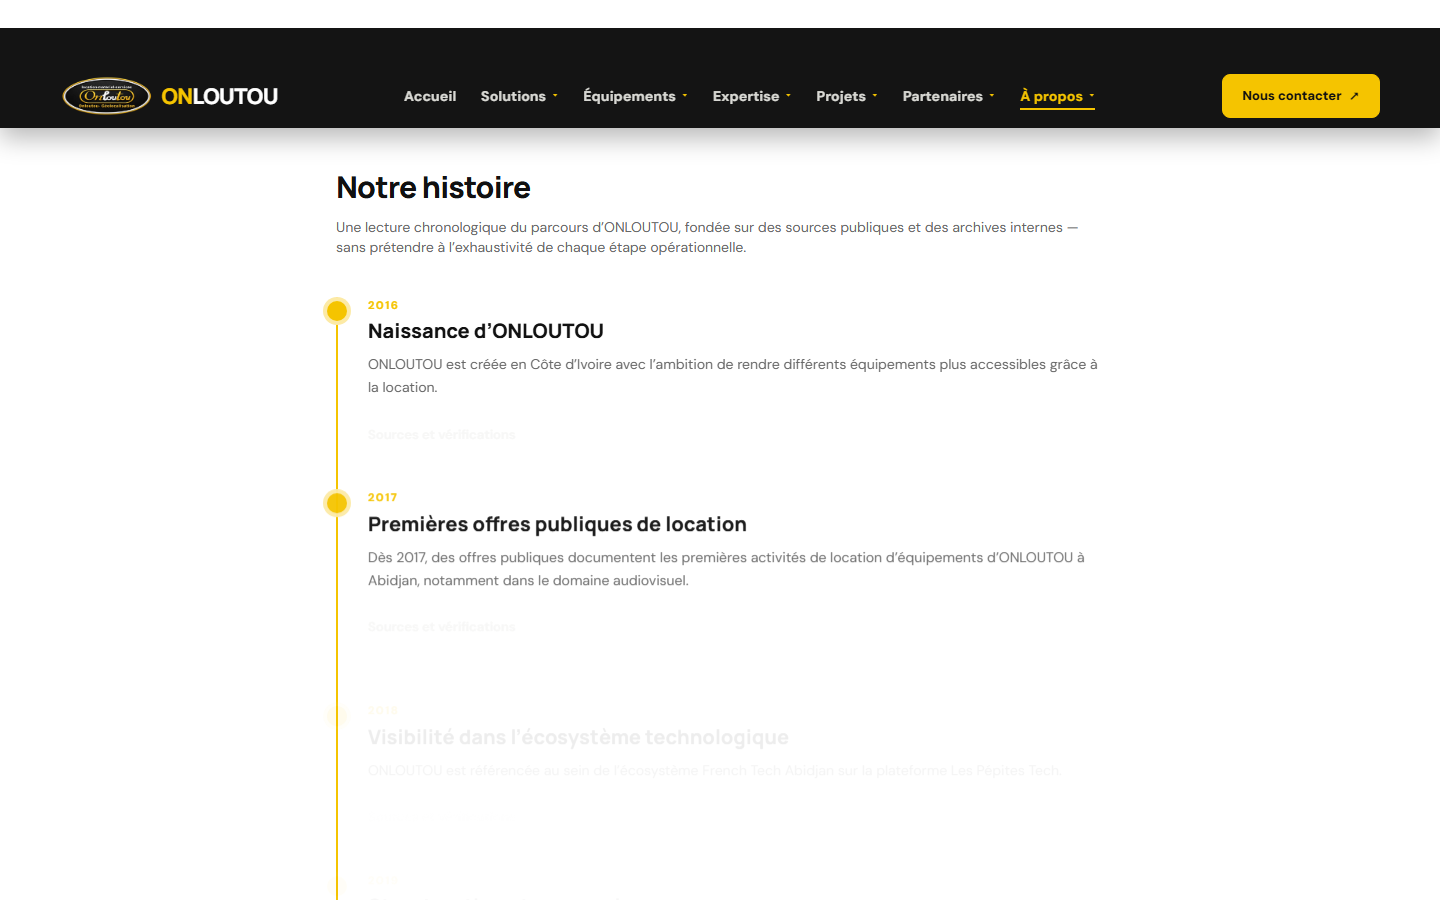 Onloutou
ONLOUTOU
Accueil
Solutions
Équipements
Expertise
Projets
Partenaires
À propos
Nous contacter ↗
Notre histoire
Une lecture chronologique du parcours d’ONLOUTOU, fondée sur des sources publiques et des archives internes —
sans prétendre à l’exhaustivité de chaque étape opérationnelle.
2016
Naissance d’ONLOUTOU
ONLOUTOU est créée en Côte d’Ivoire avec l’ambition de rendre différents équipements plus accessibles grâce à
la location.
Sources et vérifications
2017
Premières offres publiques de location
Dès 2017, des offres publiques documentent les premières activités de location d’équipements d’ONLOUTOU à
Abidjan, notamment dans le domaine audiovisuel.
Sources et vérifications
Visibilité dans l’écosystème technologique
ONLOUTOU est référencée au sein de l’écosystème French Tech Abidjan sur la plateforme Les Pépites Tech.